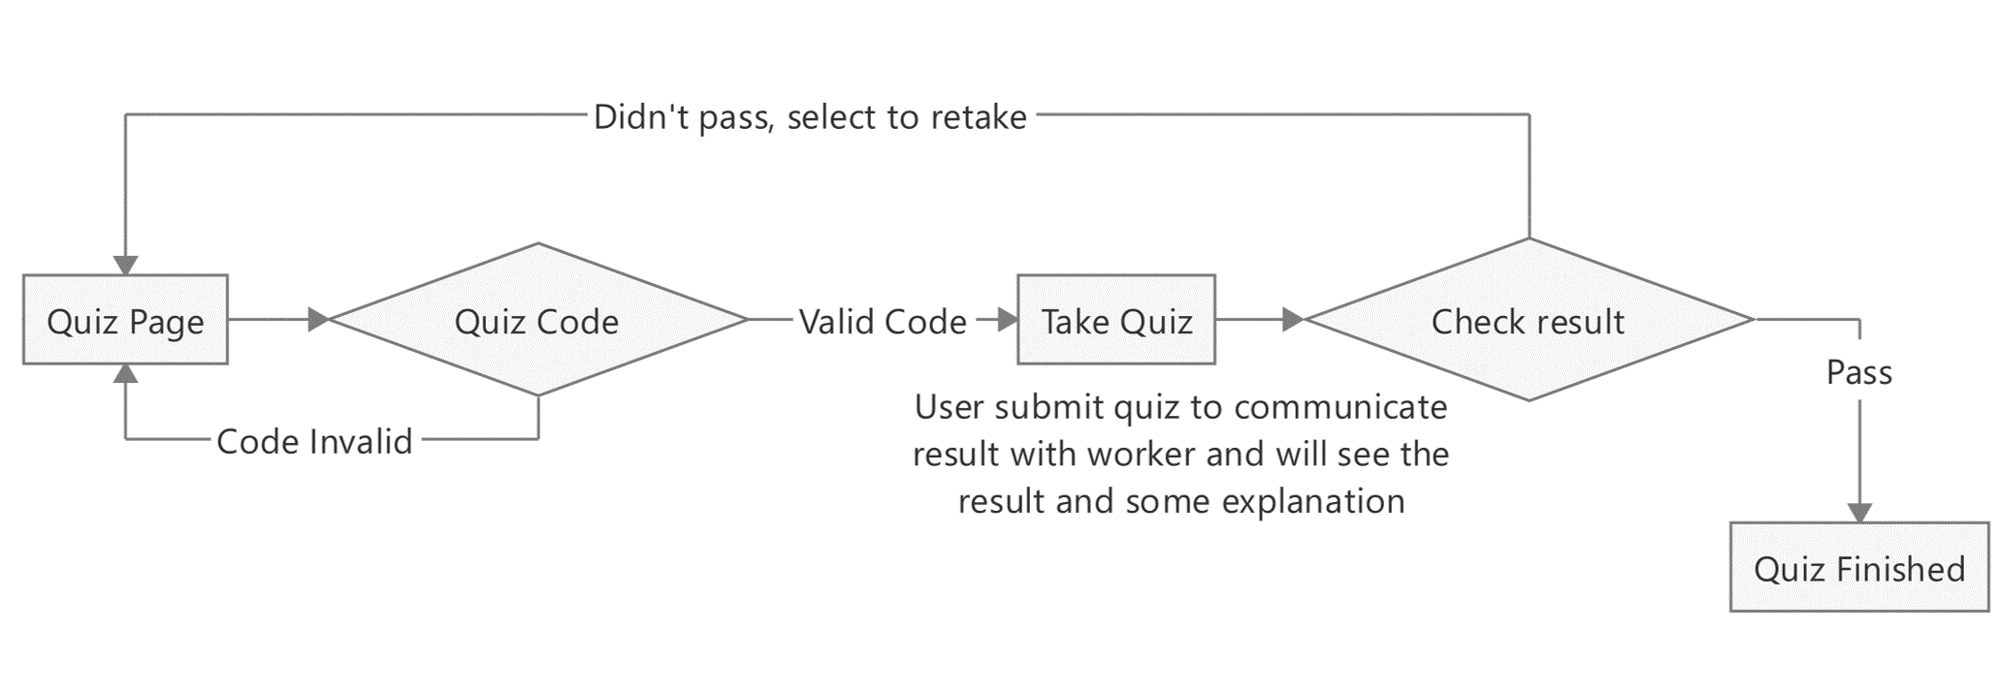 Didn't pass, select to retake
Quiz Page
Quiz Code
Valid Code
Take Quiz
Check result
Pass
Code Invalid
User submit quiz to communicate
result with worker and will see the
result and some explanation
Quiz Finished